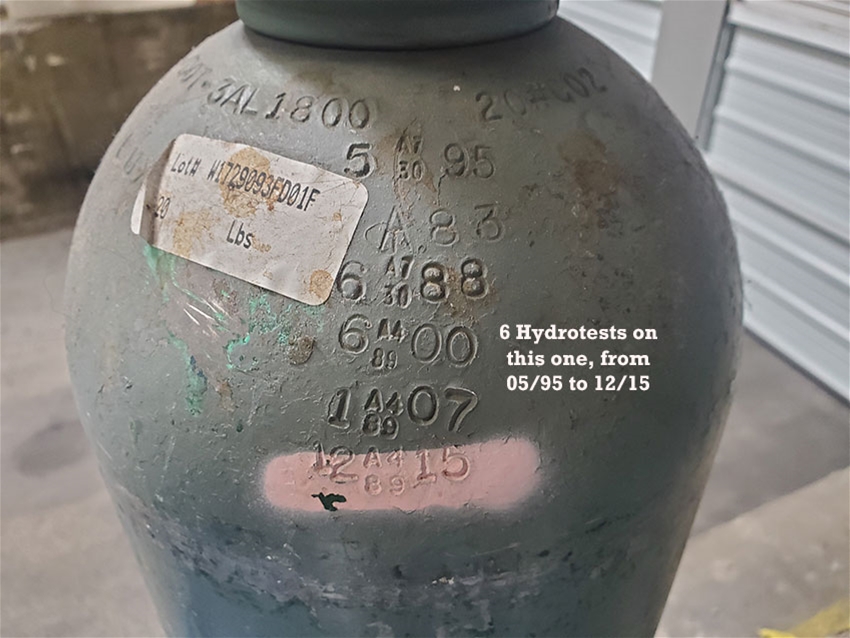 DOT-3AL1800 20#CO2
5 A7 95
30
Lot# W1729093FD01F
20
Lbs
A 83
6 A7 88
30
6 A4 00
89
1 A4 07
89
12 A4 15
89
6 Hydrotests on
this one, from
05/95 to 12/15